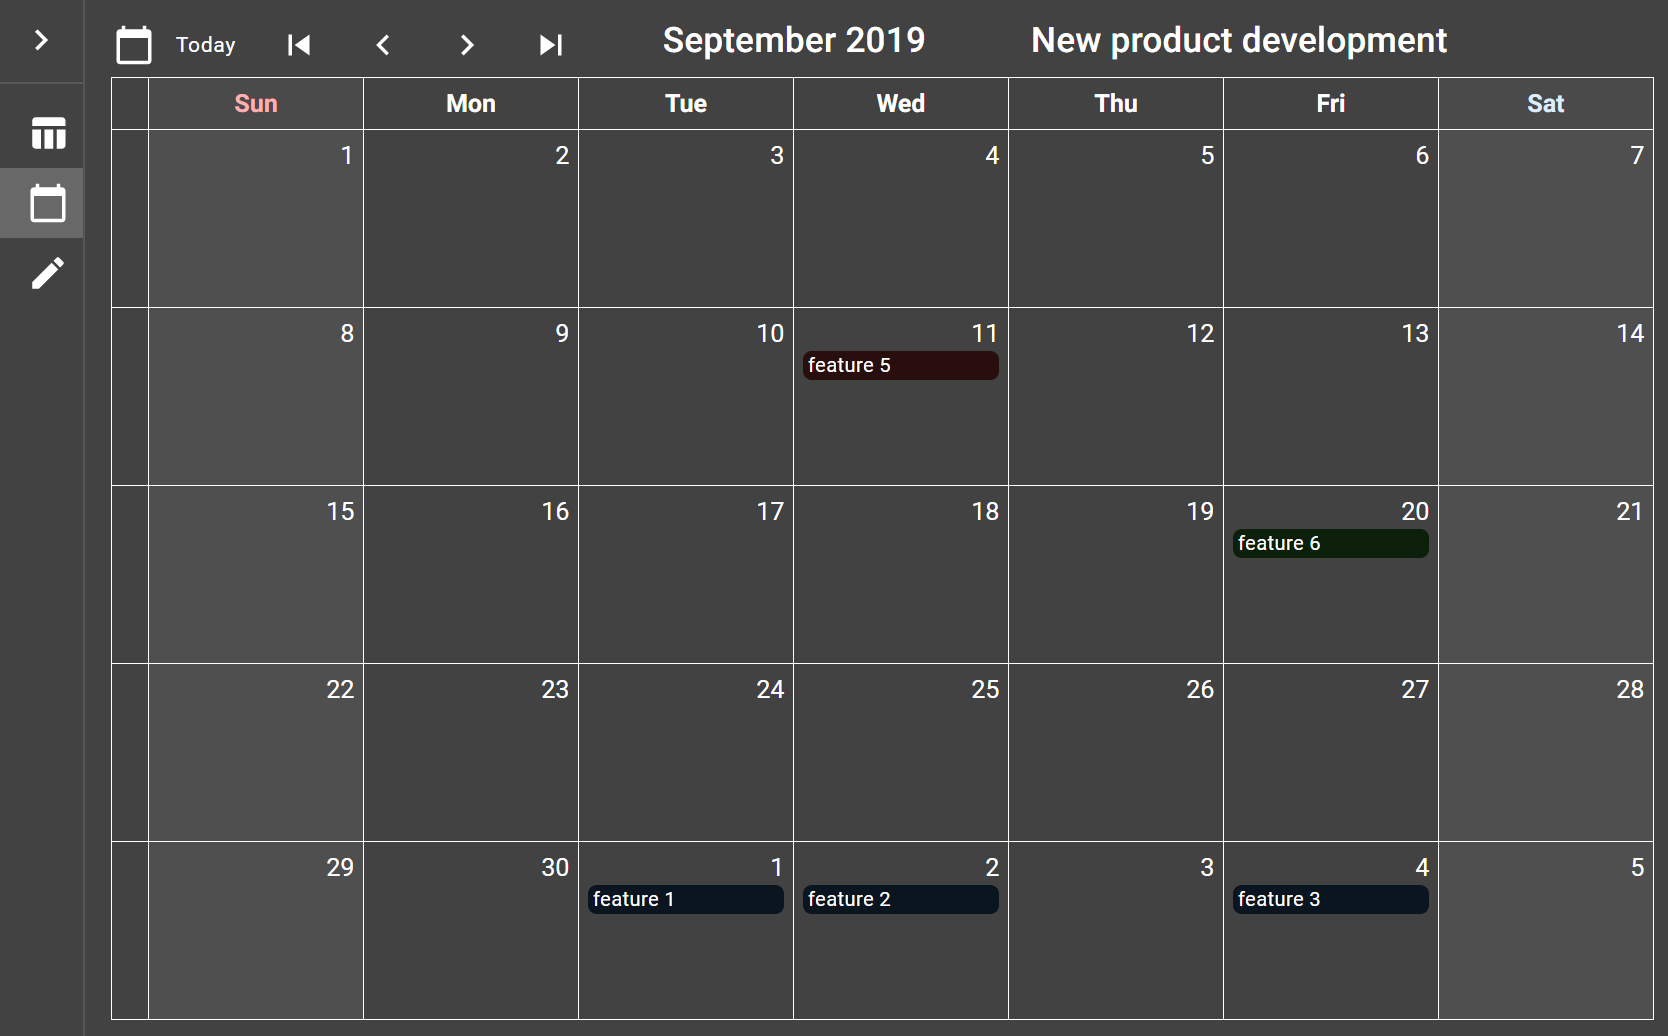 Today September 2019 New product development
Sun Mon Tue Wed Thu Fri Sat
1 2 3 4 5 6 7
8 9 10 11 12 13 14
feature 5
15 16 17 18 19 20 21
feature 6
22 23 24 25 26 27 28
29 30 1 2 3 4 5
feature 1 feature 2 feature 3